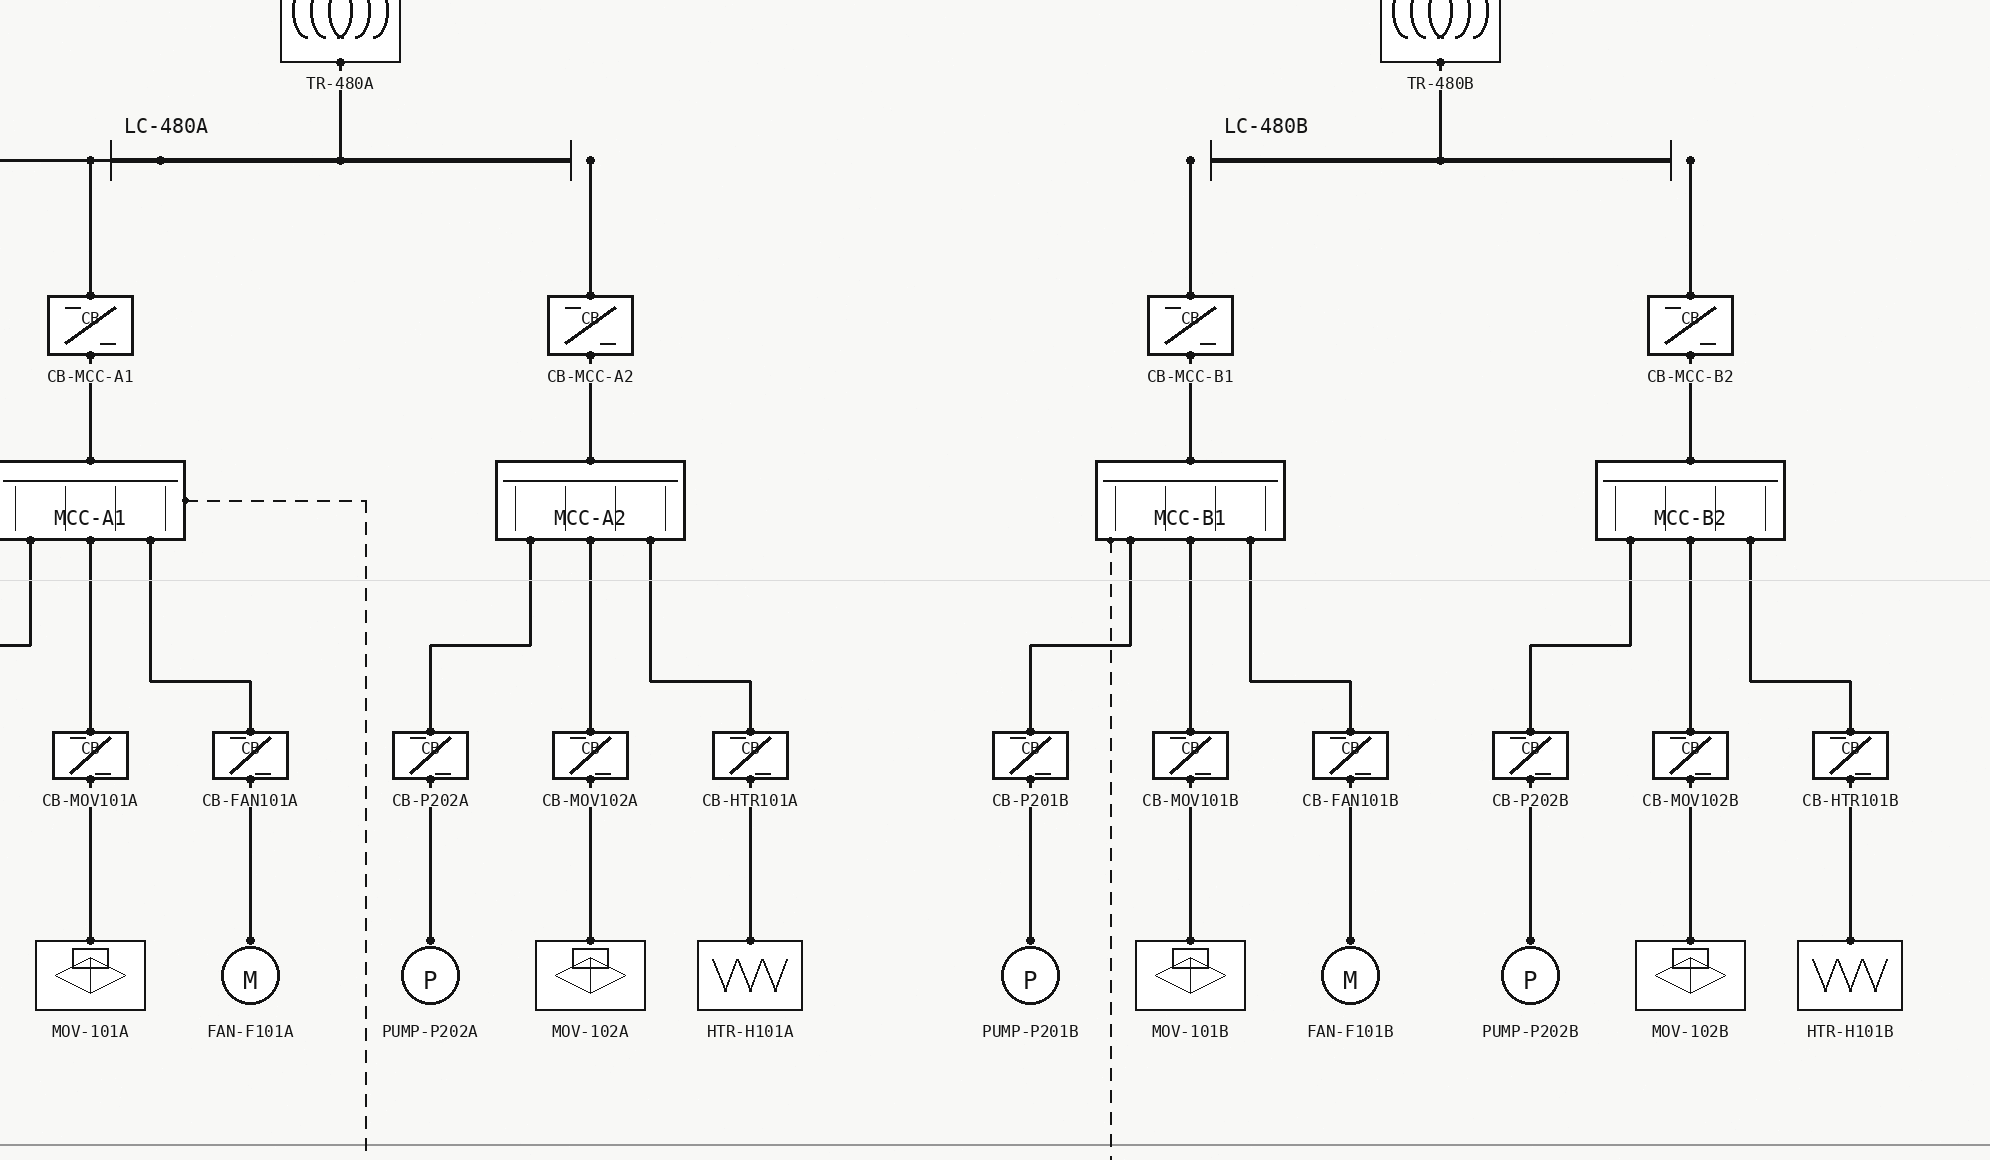 TR-480A TR-480B
LC-480A LC-480B
CB CB CB CB
CB-MCC-A1 CB-MCC-A2 CB-MCC-B1 CB-MCC-B2
MCC-A1 MCC-A2 MCC-B1 MCC-B2
CB CB CB CB CB CB CB CB CB CB CB
CB-MOV101A CB-FAN101A CB-P202A CB-MOV102A CB-HTR101A CB-P201B CB-MOV101B CB-FAN101B CB-P202B CB-MOV102B CB-HTR101B
M P P M P
MOV-101A FAN-F101A PUMP-P202A MOV-102A HTR-H101A PUMP-P201B MOV-101B FAN-F101B PUMP-P202B MOV-102B HTR-H101B